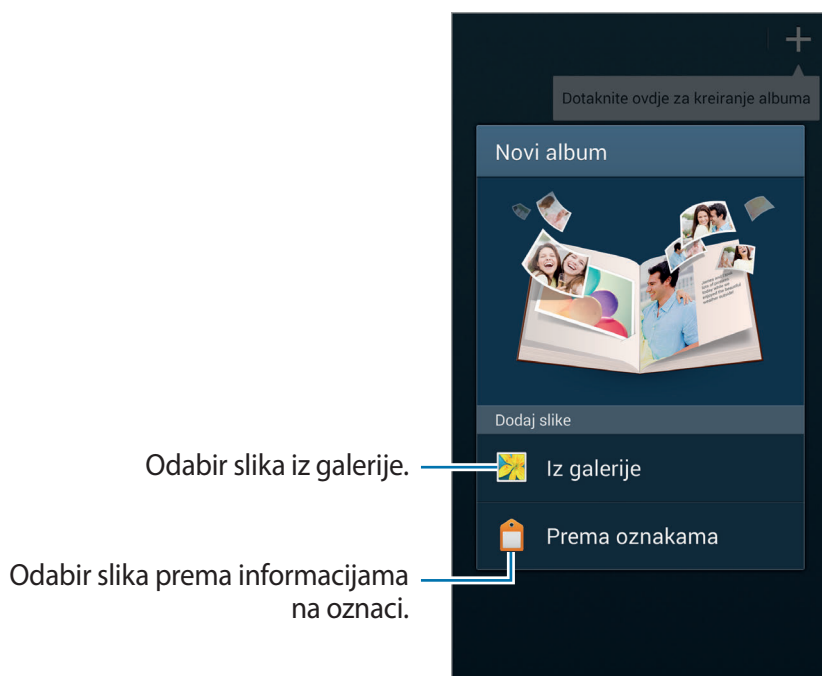 Dotaknite ovdje za kreiranje albuma
Novi album
Dodaj slike
Odabir slika iz galerije.
Iz galerije
Prema oznakama
Odabir slika prema informacijama
na oznaci.